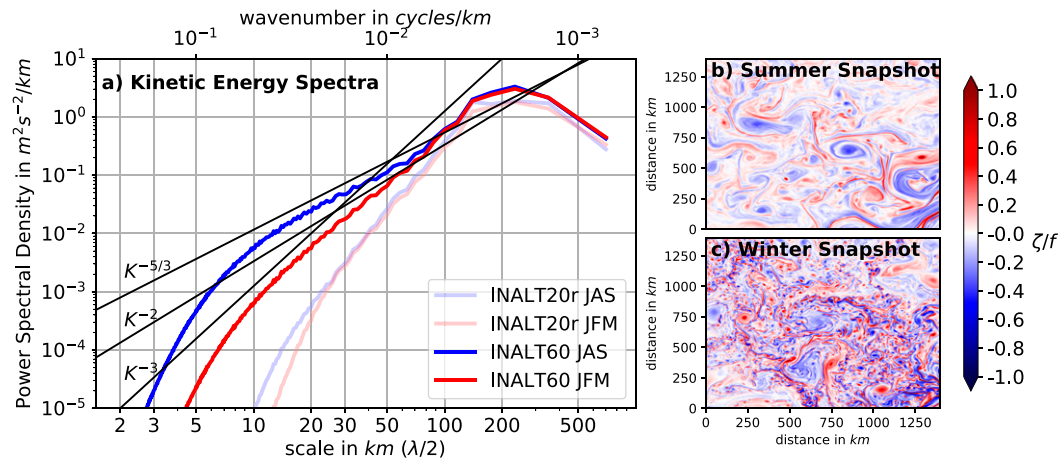 wavenumber in cycles/km
10⁻¹ 10⁻² 10⁻³
a) Kinetic Energy Spectra
Power Spectral Density in m²s⁻²/km
10¹
10⁰
10⁻¹
10⁻²
10⁻³
10⁻⁴
10⁻⁵
K⁻⁵/³
K⁻²
K⁻³
INALT20r JAS
INALT20r JFM
INALT60 JAS
INALT60 JFM
2 3 5 10 20 30 50 100 200 500
scale in km (λ/2)
b) Summer Snapshot
distance in km
1250
1000
750
500
250
0
c) Winter Snapshot
distance in km
1250
1000
750
500
250
0
0 250 500 750 1000 1250
distance in km
1.0
0.8
0.6
0.4
0.2
-0.0
-0.2
-0.4
-0.6
-0.8
-1.0
ζ/f